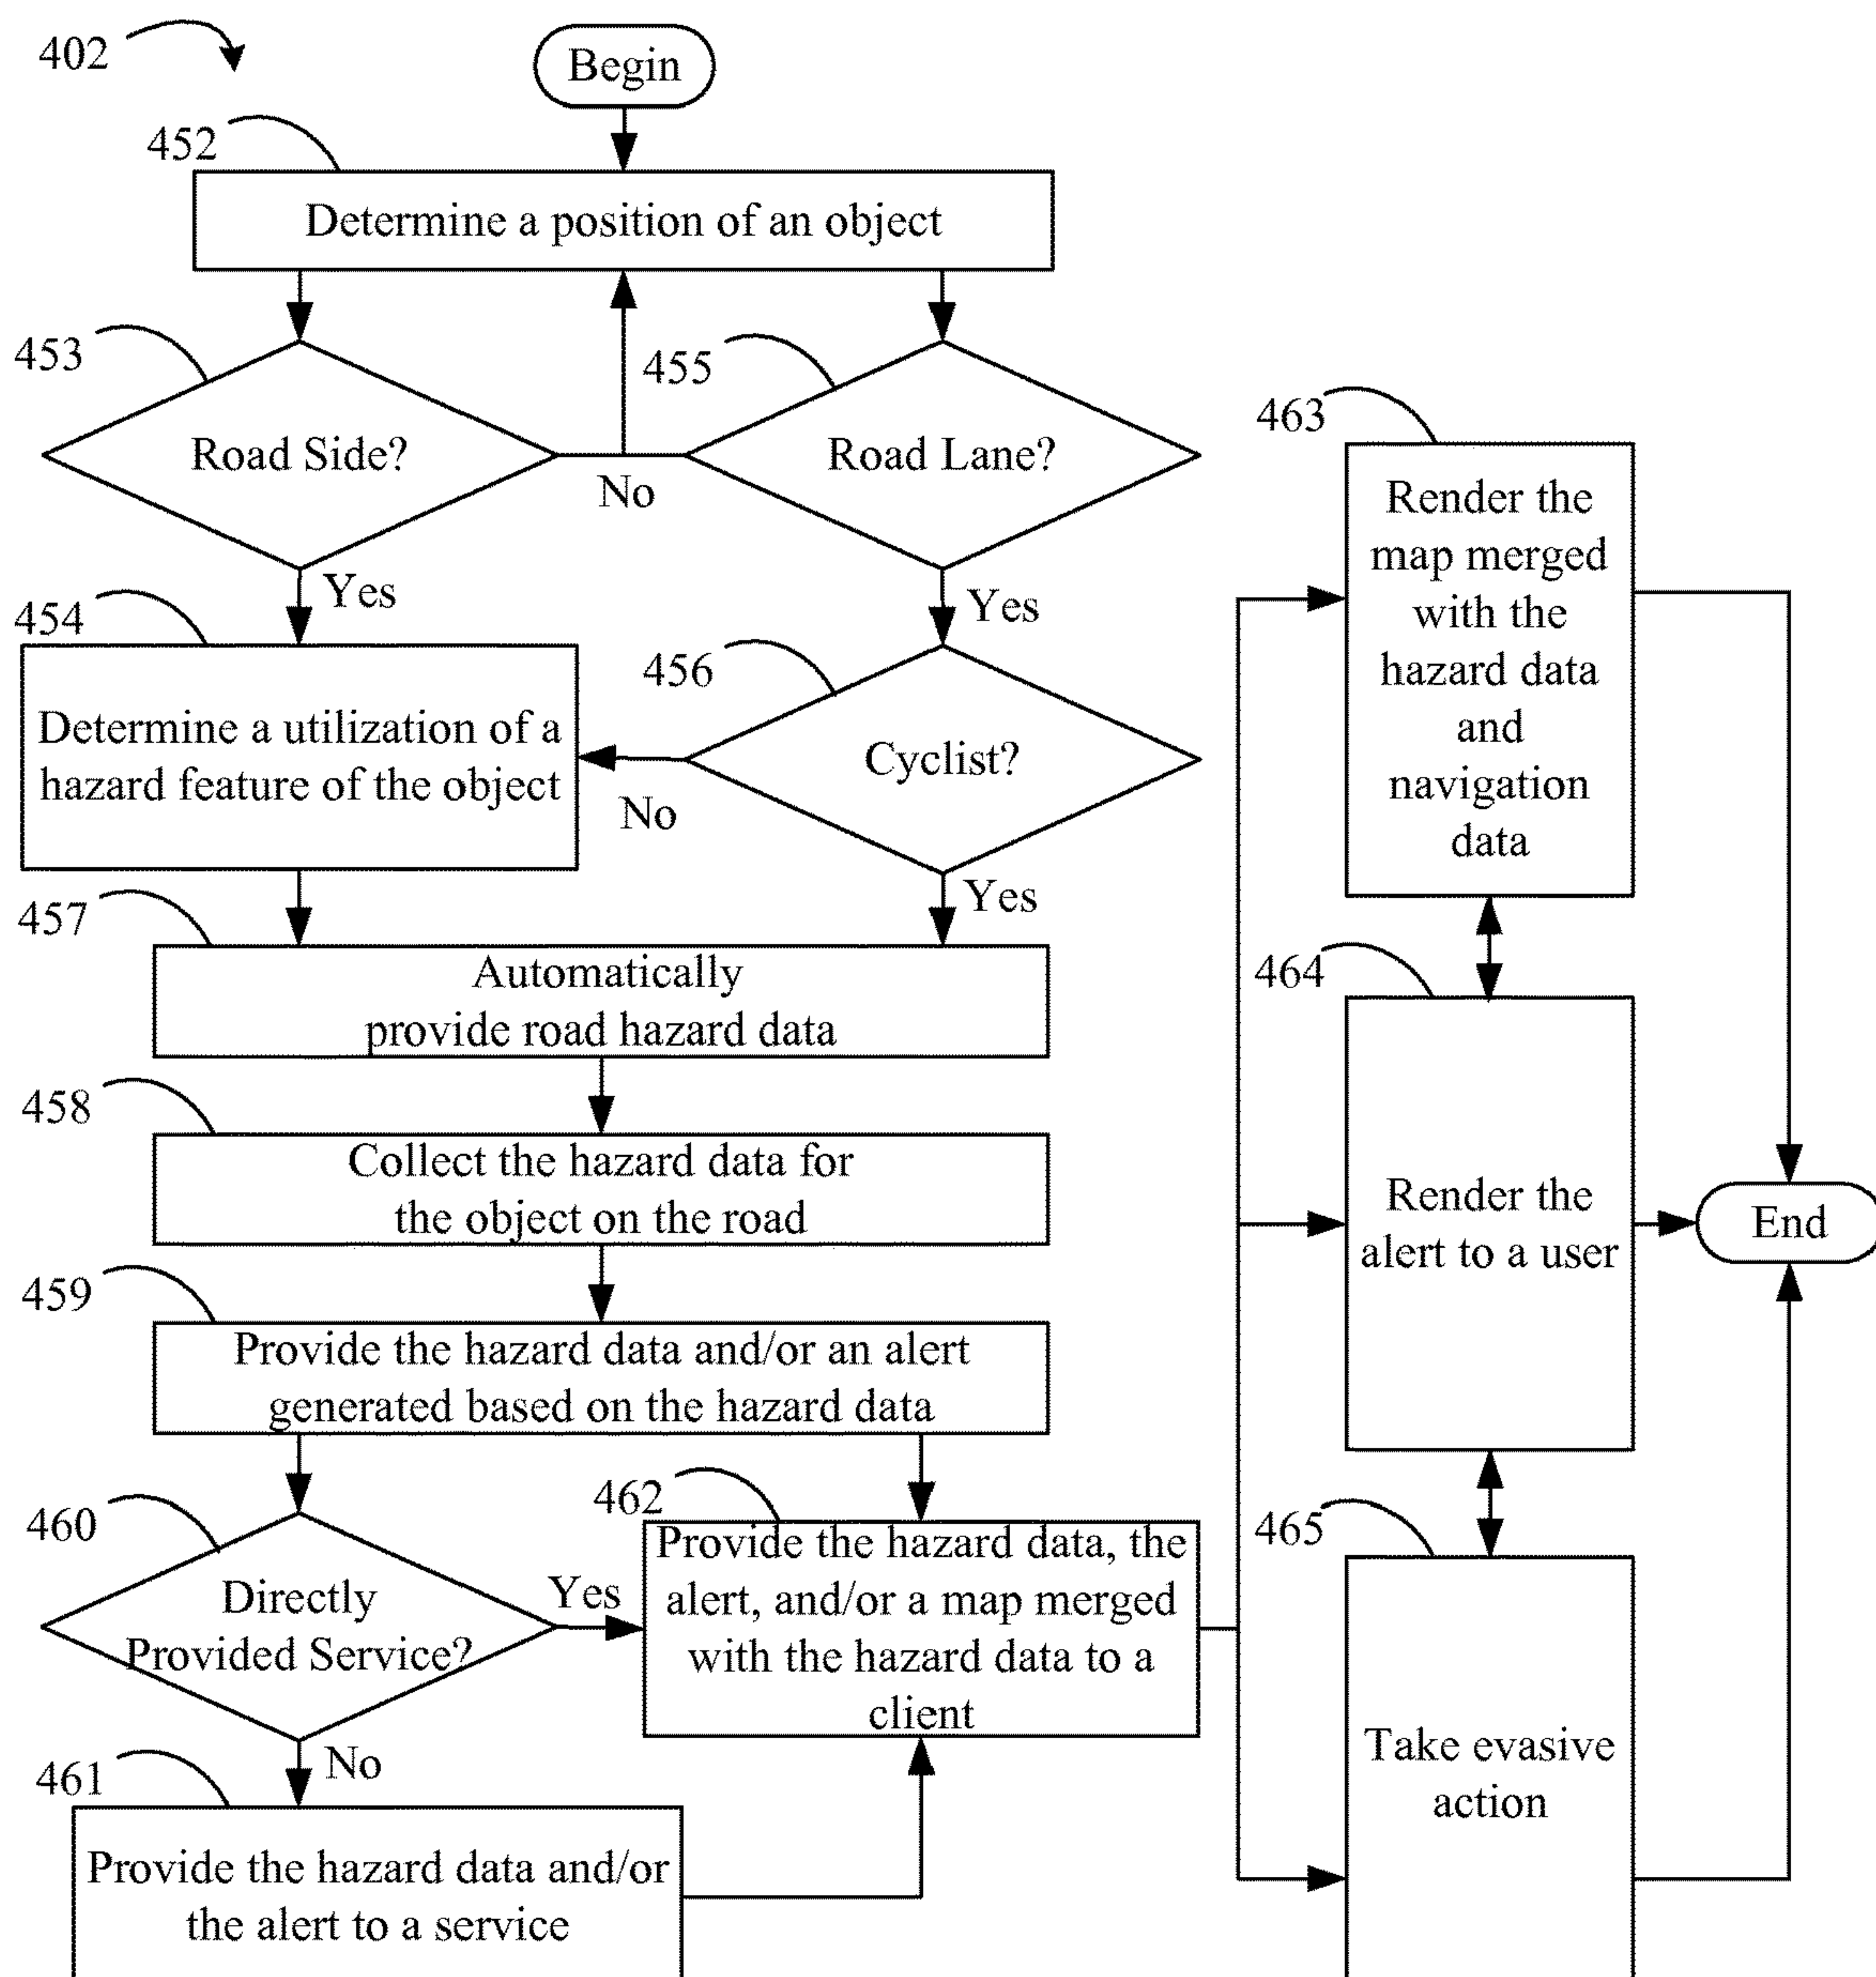 402
Begin
452
Determine a position of an object
453
455
Road Side?
No
Road Lane?
Yes
Yes
454
456
Determine a utilization of a
hazard feature of the object
No
Cyclist?
Yes
457
Automatically
provide road hazard data
458
Collect the hazard data for
the object on the road
459
Provide the hazard data and/or an alert
generated based on the hazard data
460
Directly
Provided Service?
Yes
No
462
Provide the hazard data, the
alert, and/or a map merged
with the hazard data to a
client
461
Provide the hazard data and/or
the alert to a service
463
Render the
map merged
with the
hazard data
and
navigation
data
464
Render the
alert to a user
End
465
Take evasive
action